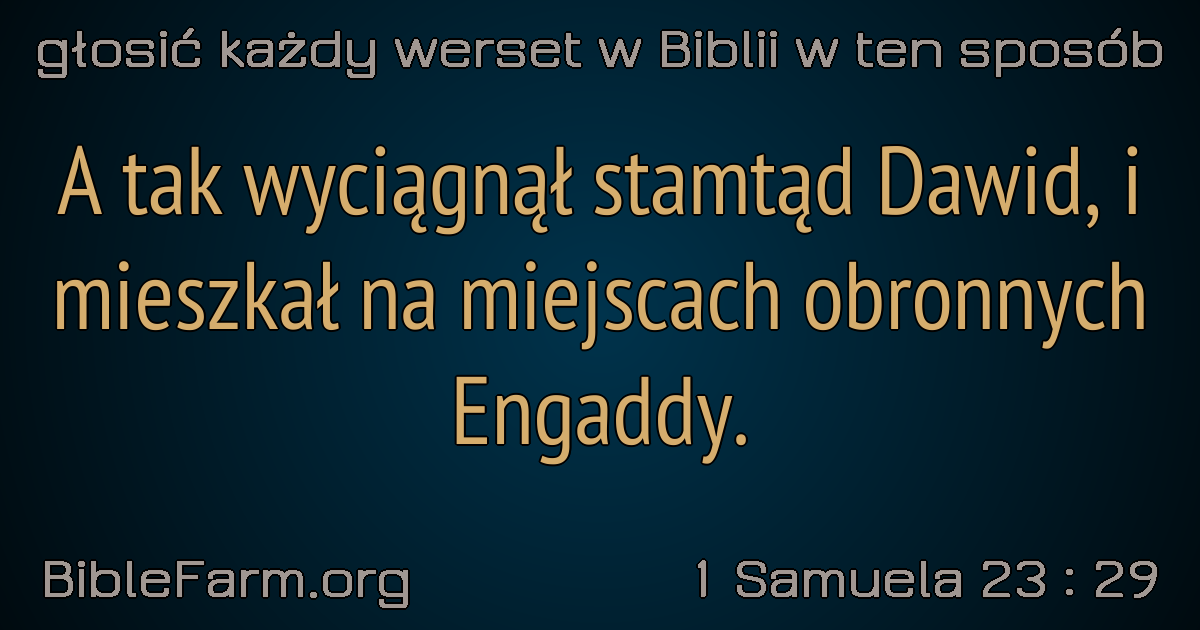 głosić każdy werset w Biblii w ten sposób
A tak wyciągnął stamtąd Dawid, i
mieszkał na miejscach obronnych
Engaddy.
BibleFarm.org
1 Samuela 23 : 29